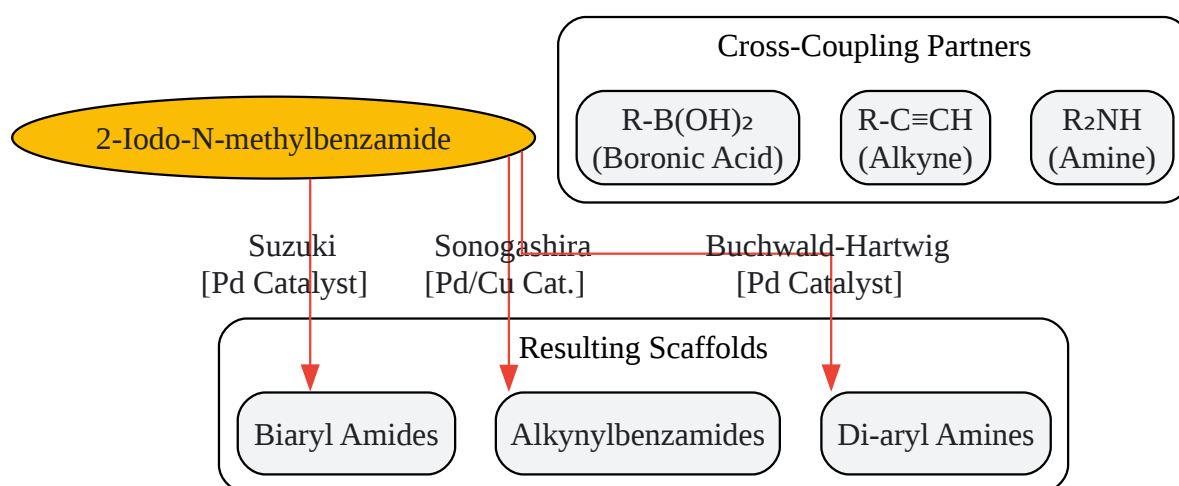 Cross-Coupling Partners
2-Iodo-N-methylbenzamide
R-B(OH)₂
(Boronic Acid)
R-C≡CH
(Alkyne)
R₂NH
(Amine)
Suzuki
[Pd Catalyst]
Sonogashira
[Pd/Cu Cat.]
Buchwald-Hartwig
[Pd Catalyst]
Resulting Scaffolds
Biaryl Amides
Alkynylbenzamides
Di-aryl Amines